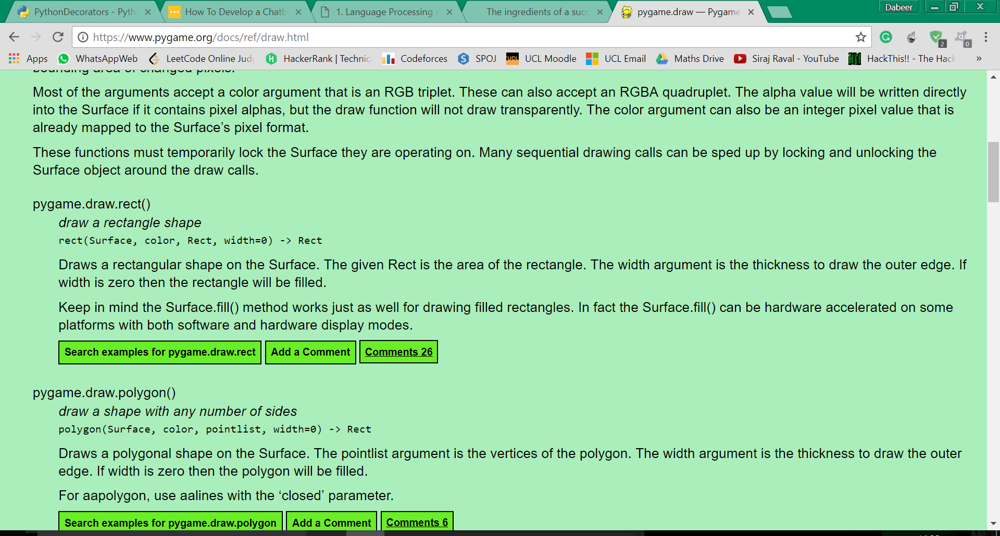 PythonDecorators - Pyth
How To Develop a Chatb
1. Language Processing a
The ingredients of a succ
pygame.draw — Pygame
Dabeer
https://www.pygame.org/docs/ref/draw.html
2
0
Apps
WhatsAppWeb
LeetCode Online Judg
HackerRank | Technic
Codeforces
SPOJ
UCL
UCL Moodle
UCL Email
Maths Drive
Siraj Raval - YouTube
HackThis!! - The Hack
»
bounding area of changed pixels.
Most of the arguments accept a color argument that is an RGB triplet. These can also accept an RGBA quadruplet. The alpha value will be written directly
into the Surface if it contains pixel alphas, but the draw function will not draw transparently. The color argument can also be an integer pixel value that is
already mapped to the Surface’s pixel format.
These functions must temporarily lock the Surface they are operating on. Many sequential drawing calls can be sped up by locking and unlocking the
Surface object around the draw calls.
pygame.draw.rect()
draw a rectangle shape
rect(Surface, color, Rect, width=0) -> Rect
Draws a rectangular shape on the Surface. The given Rect is the area of the rectangle. The width argument is the thickness to draw the outer edge. If
width is zero then the rectangle will be filled.
Keep in mind the Surface.fill() method works just as well for drawing filled rectangles. In fact the Surface.fill() can be hardware accelerated on some
platforms with both software and hardware display modes.
Search examples for pygame.draw.rect
Add a Comment
Comments 26
pygame.draw.polygon()
draw a shape with any number of sides
polygon(Surface, color, pointlist, width=0) -> Rect
Draws a polygonal shape on the Surface. The pointlist argument is the vertices of the polygon. The width argument is the thickness to draw the outer
edge. If width is zero then the polygon will be filled.
For aapolygon, use aalines with the ‘closed’ parameter.
Search examples for pygame.draw.polygon
Add a Comment
Comments 6